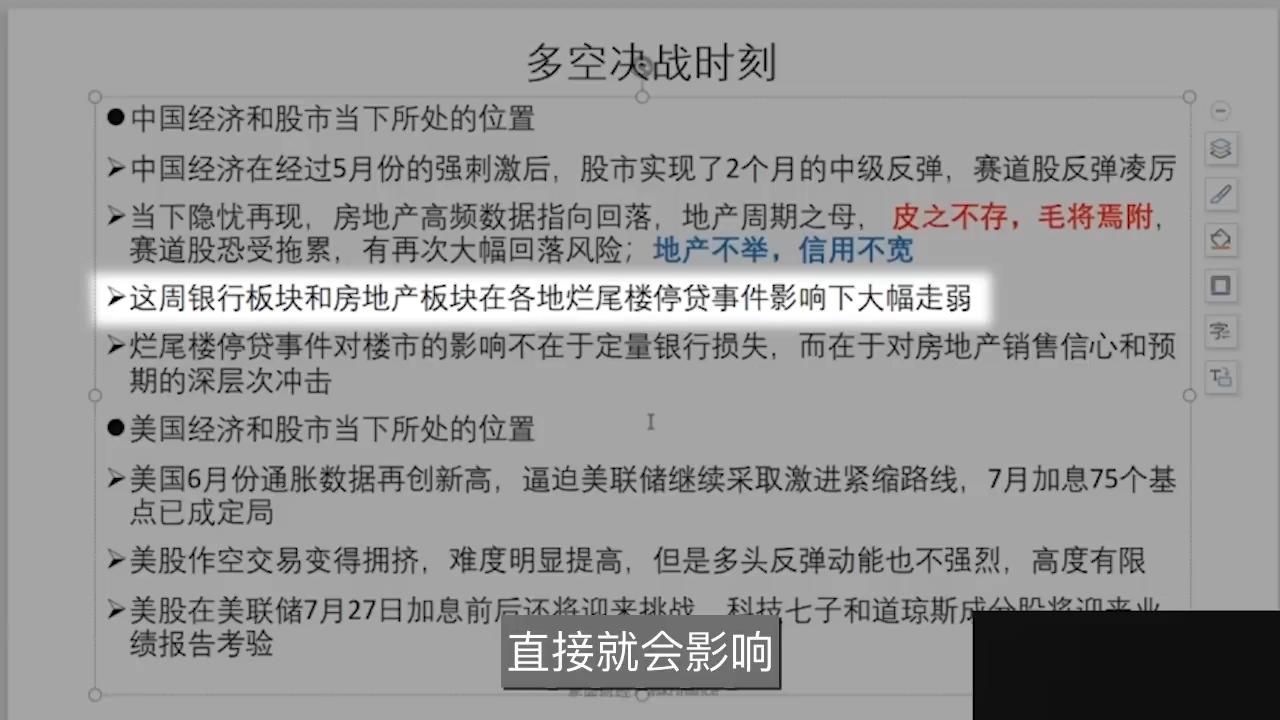 多空决战时刻
●中国经济和股市当下所处的位置
➢中国经济在经过5月份的强刺激后，股市实现了2个月的中级反弹，赛道股反弹凌厉
➢当下隐忧再现，房地产高频数据指向回落，地产周期之母，皮之不存，毛将焉附，
赛道股恐受拖累，有再次大幅回落风险；地产不举，信用不宽
➢这周银行板块和房地产板块在各地烂尾楼停贷事件影响下大幅走弱
➢烂尾楼停贷事件对楼市的影响不在于定量银行损失，而在于对房地产销售信心和预
期的深层次冲击
●美国经济和股市当下所处的位置
➢美国6月份通胀数据再创新高，逼迫美联储继续采取激进紧缩路线，7月加息75个基
点已成定局
➢美股作空交易变得拥挤，难度明显提高，但是多头反弹动能也不强烈，高度有限
➢美股在美联储7月27日加息前后还将迎来挑战，科技七子和道琼斯成分股将迎来业
绩报告考验
直接就会影响